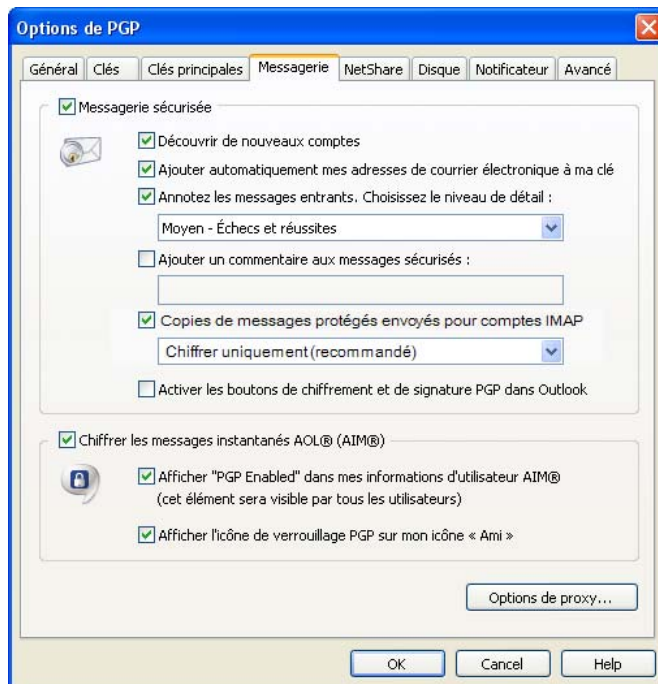 Options de PGP
Général Clés Clés principales Messagerie NetShare Disque Notificateur Avancé
Messagerie sécurisée
Découvrir de nouveaux comptes
Ajouter automatiquement mes adresses de courrier électronique à ma clé
Annotez les messages entrants. Choisissez le niveau de détail :
Moyen - Échecs et réussites
Ajouter un commentaire aux messages sécurisés :
Copies de messages protégés envoyés pour comptes IMAP
Chiffrer uniquement(recommandé)
Activer les boutons de chiffrement et de signature PGP dans Outlook
Chiffrer les messages instantanés AOL® (AIM®)
Afficher "PGP Enabled" dans mes informations d'utilisateur AIM®
(cet élément sera visible par tous les utilisateurs)
Afficher l'icône de verrouillage PGP sur mon icône « Ami »
Options de proxy...
OK Cancel Help